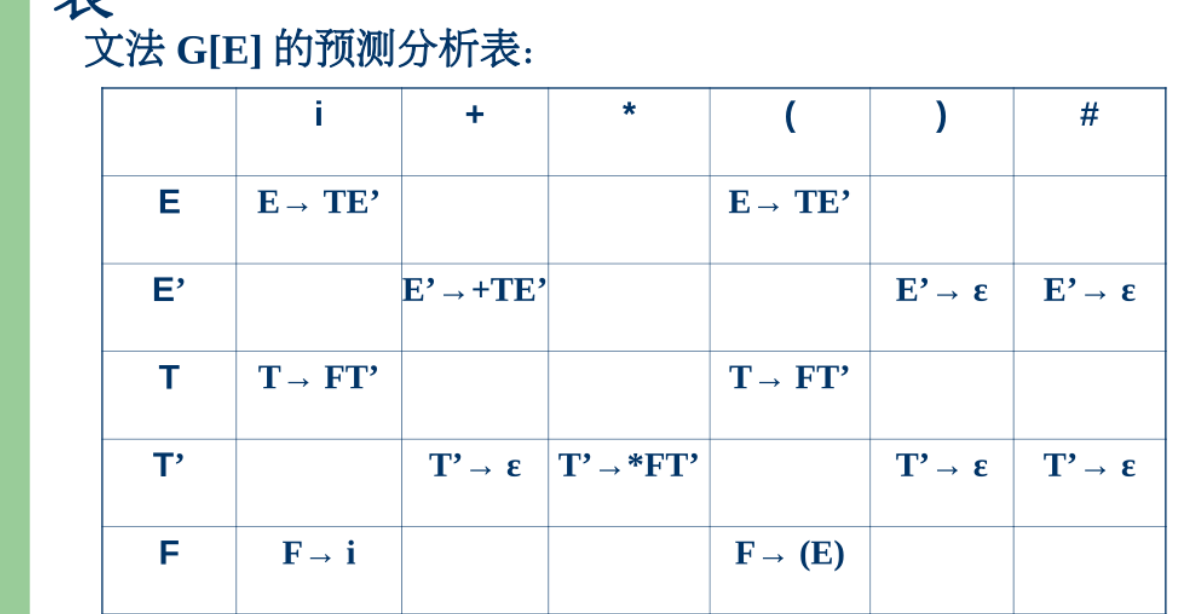 表
文法 G[E] 的预测分析表:
i + * ( ) #
E E→ TE’ E→ TE’
E’ E’→+TE’ E’→ ε E’→ ε
T T→ FT’ T→ FT’
T’ T’→ ε T’→*FT’ T’→ ε T’→ ε
F F→ i F→ (E)